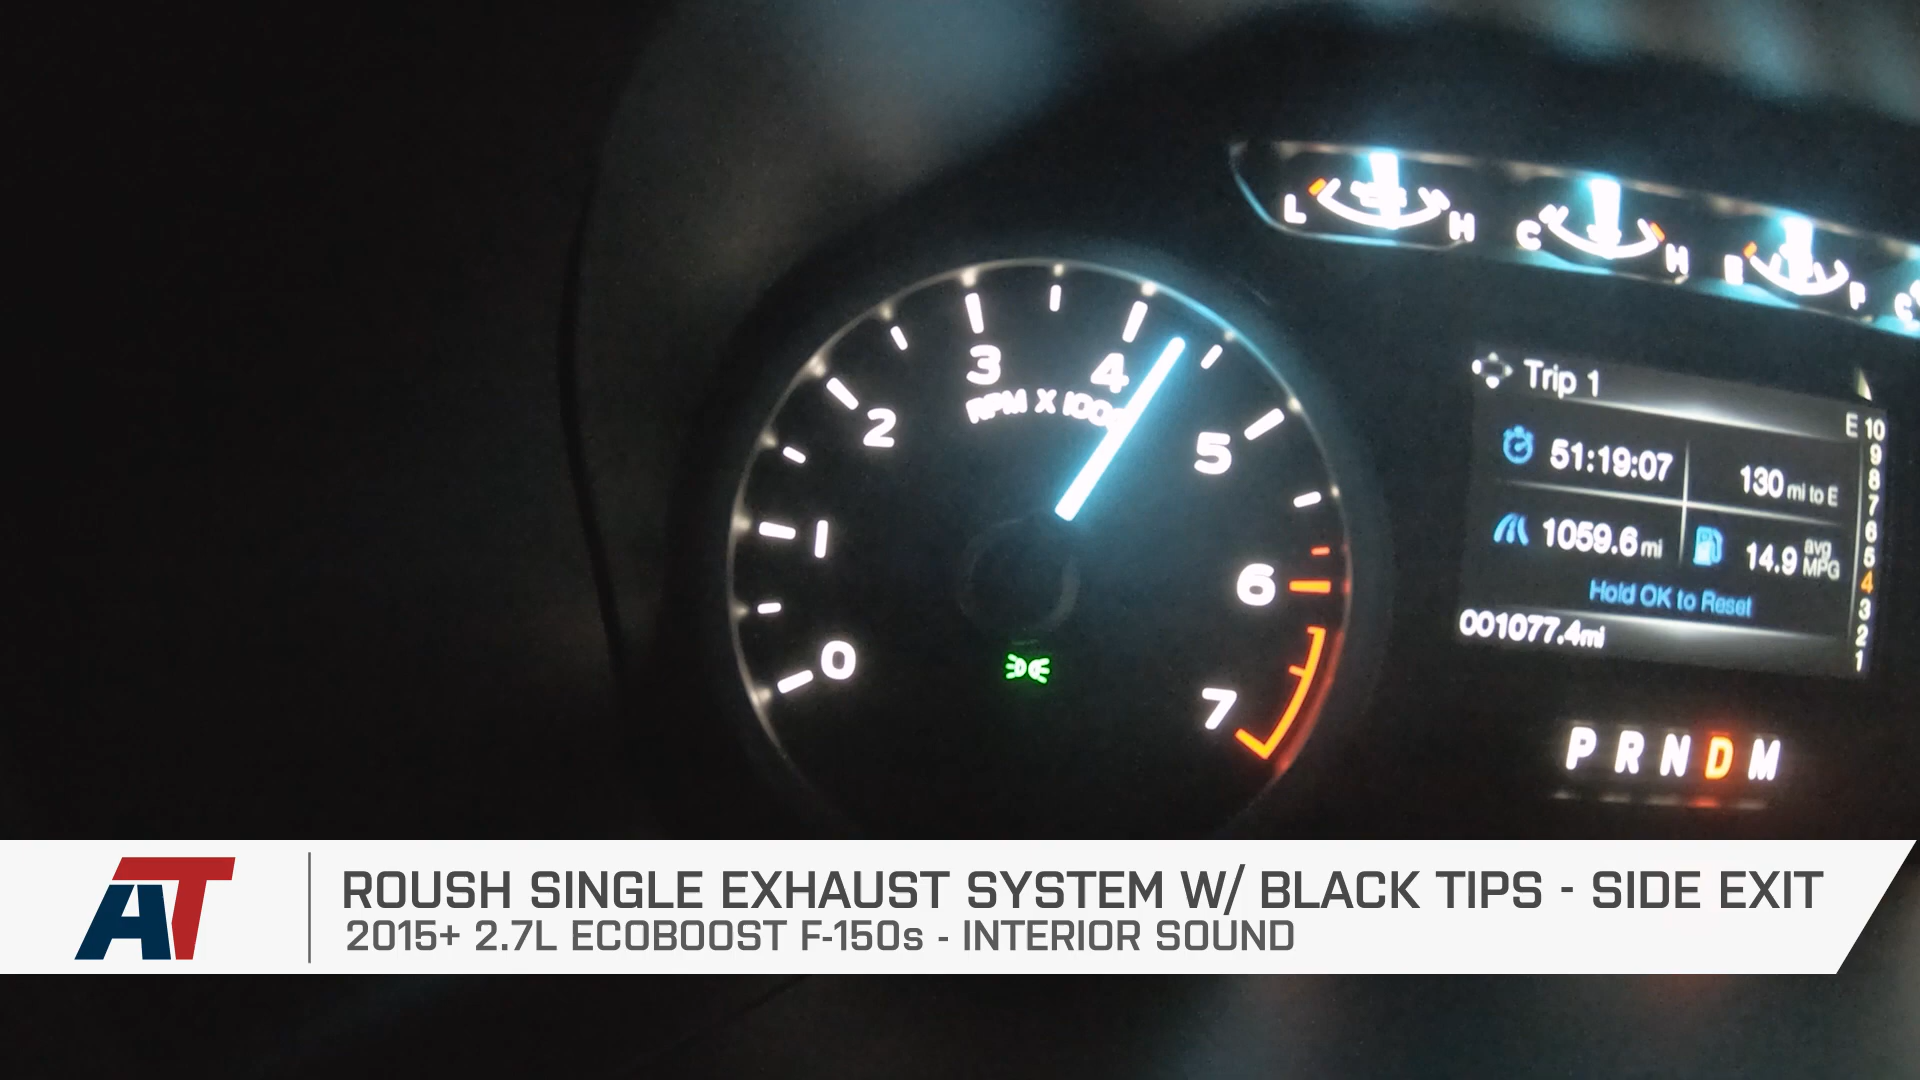 L H
C H
E F
C
3
4
RPM X 1000
2
5
1
6
0
7
Trip 1
51:19:07
130 mi to E
1059.6 mi
14.9 avg MPG
Hold OK to Reset
001077.4mi
E 10
9
8
7
6
5
4
3
2
1
P R N D M
AT
ROUSH SINGLE EXHAUST SYSTEM W/ BLACK TIPS - SIDE EXIT
2015+ 2.7L ECOBOOST F-150s - INTERIOR SOUND